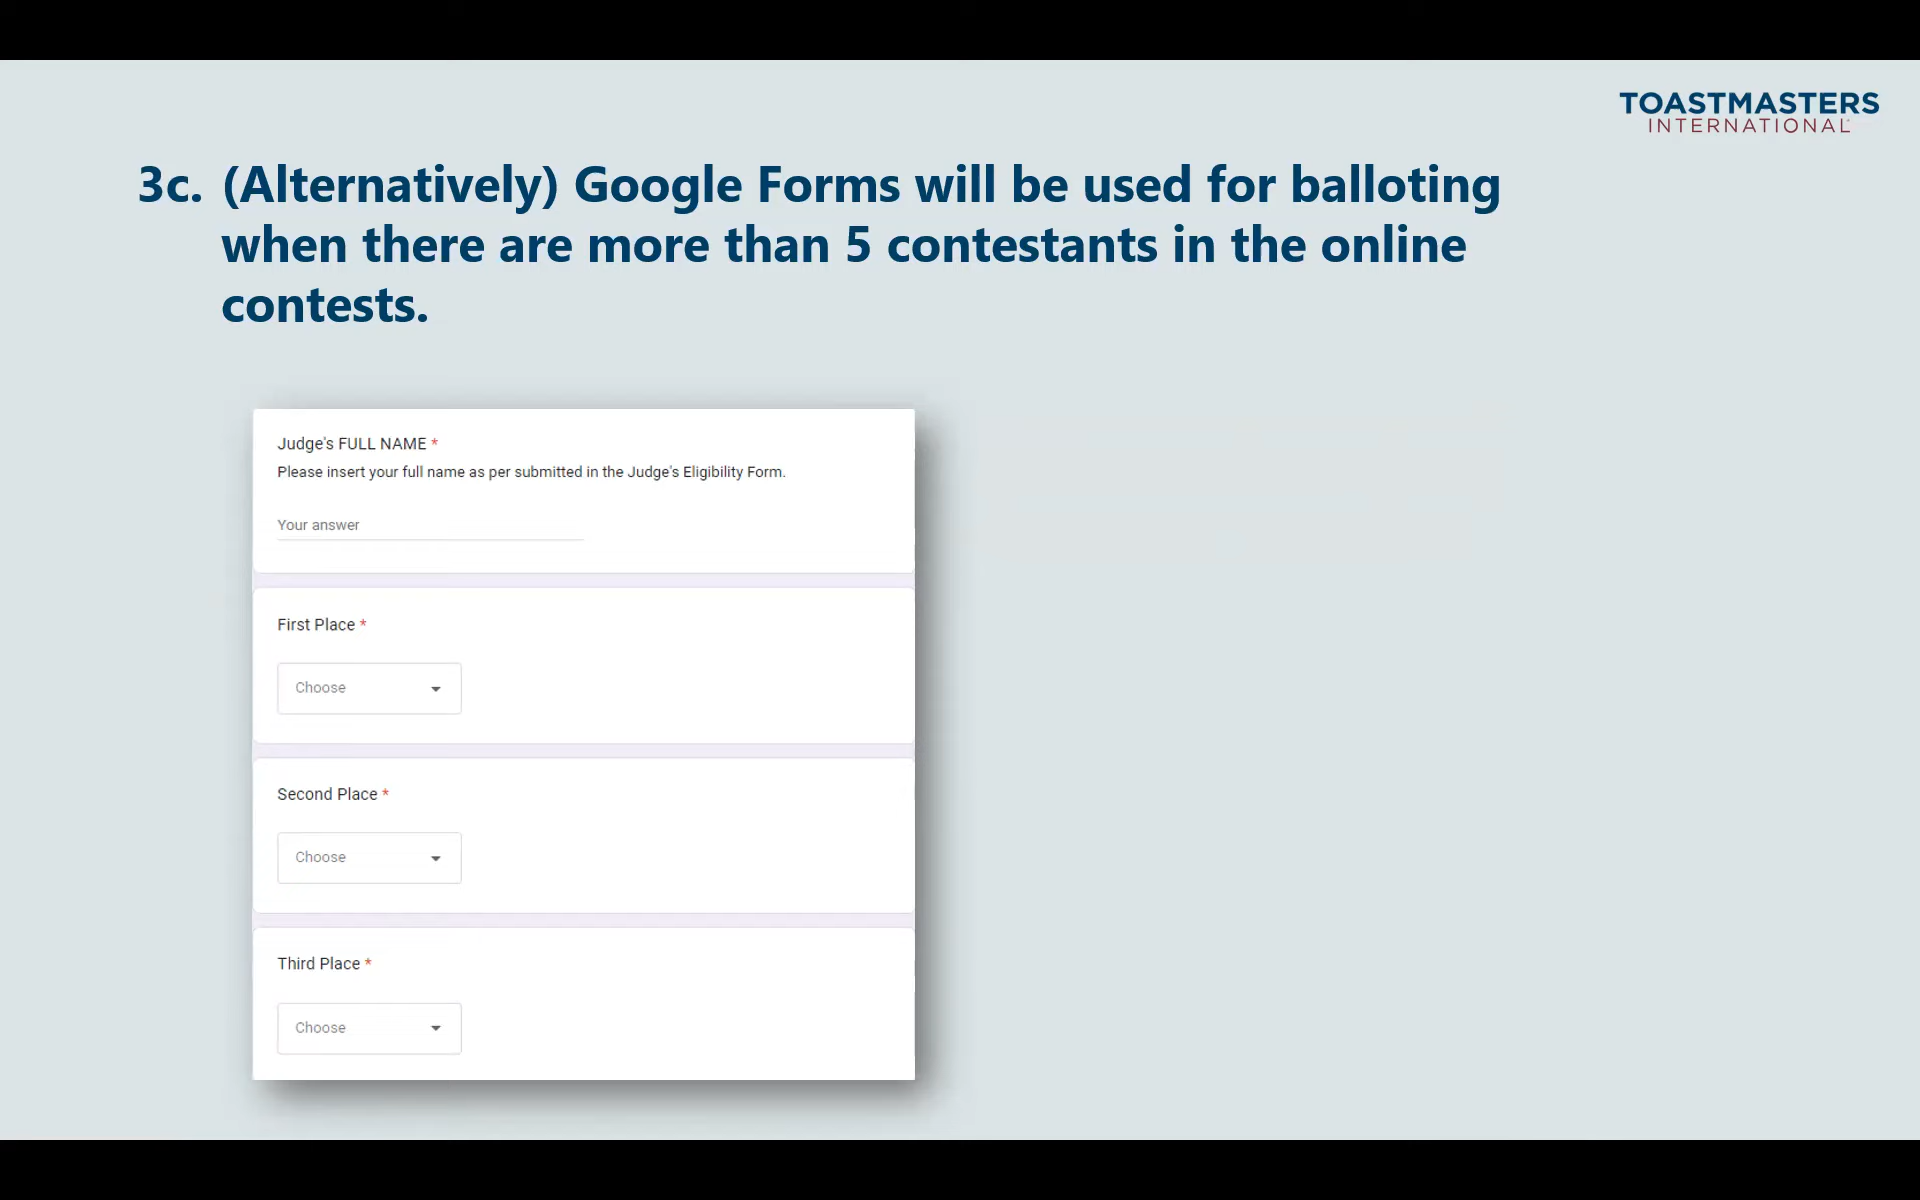 TOASTMASTERS
INTERNATIONAL
3c. (Alternatively) Google Forms will be used for balloting
when there are more than 5 contestants in the online
contests.
Judge's FULL NAME *
Please insert your full name as per submitted in the Judge's Eligibility Form.
Your answer
First Place *
Choose
Second Place *
Choose
Third Place *
Choose